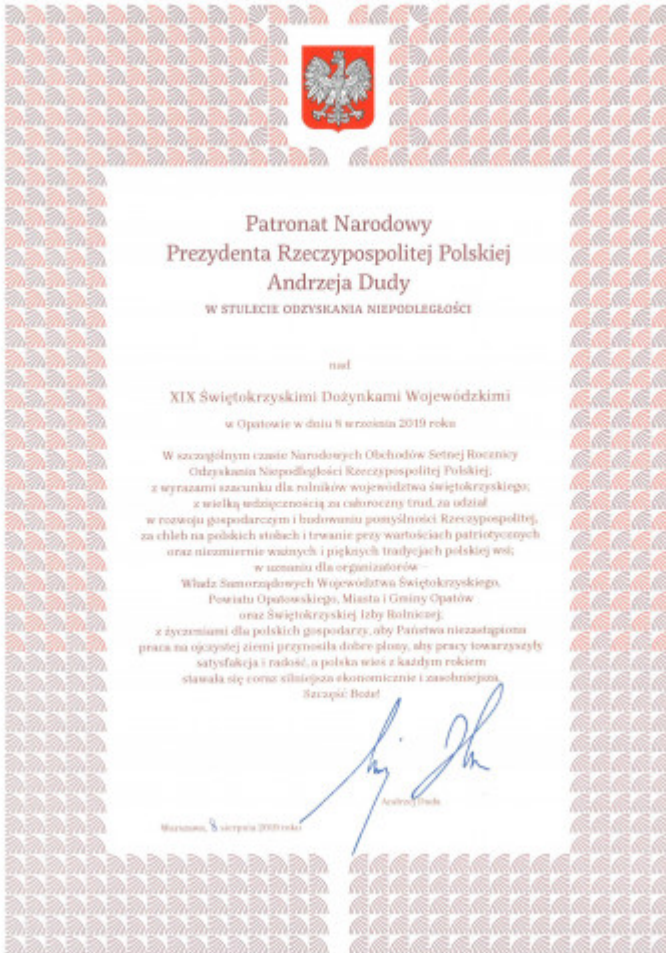 Patronat Narodowy
Prezydenta Rzeczypospolitej Polskiej
Andrzeja Dudy
W STULECIE ODZYSKANIA NIEPODLEGŁOŚCI
nad
XIX Świętokrzyskimi Dożynkami Wojewódzkimi
w Opatowie w dniu 8 września 2019 roku
W szczególnym czasie Narodowych Obchodów Setnej Rocznicy
Odzyskania Niepodległości Rzeczypospolitej Polskiej;
z wyrazami szacunku dla rolników województwa świętokrzyskiego;
z wielką wdzięcznością za całoroczny trud, za udział
w rozwoju gospodarczym i budowaniu pomyślności Rzeczypospolitej,
za chleb na polskich stołach i trwanie przy wartościach patriotycznych
oraz niezmiernie ważnych i pięknych tradycjach polskiej wsi;
w uznaniu dla organizatorów –
Władz Samorządowych Województwa Świętokrzyskiego,
Powiatu Opatowskiego, Miasta i Gminy Opatów
oraz Świętokrzyskiej Izby Rolniczej;
z życzeniami dla polskich gospodarzy, aby Państwa niezastąpiona
praca na ojczystej ziemi przynosiła dobre plony, aby pracy towarzyszyły
satysfakcja i radość, a polska wieś z każdym rokiem
stawała się coraz silniejsza ekonomicznie i zasobniejsza.
Szczęść Boże!
Andrzej Duda
Warszawa, 8 sierpnia 2019 roku